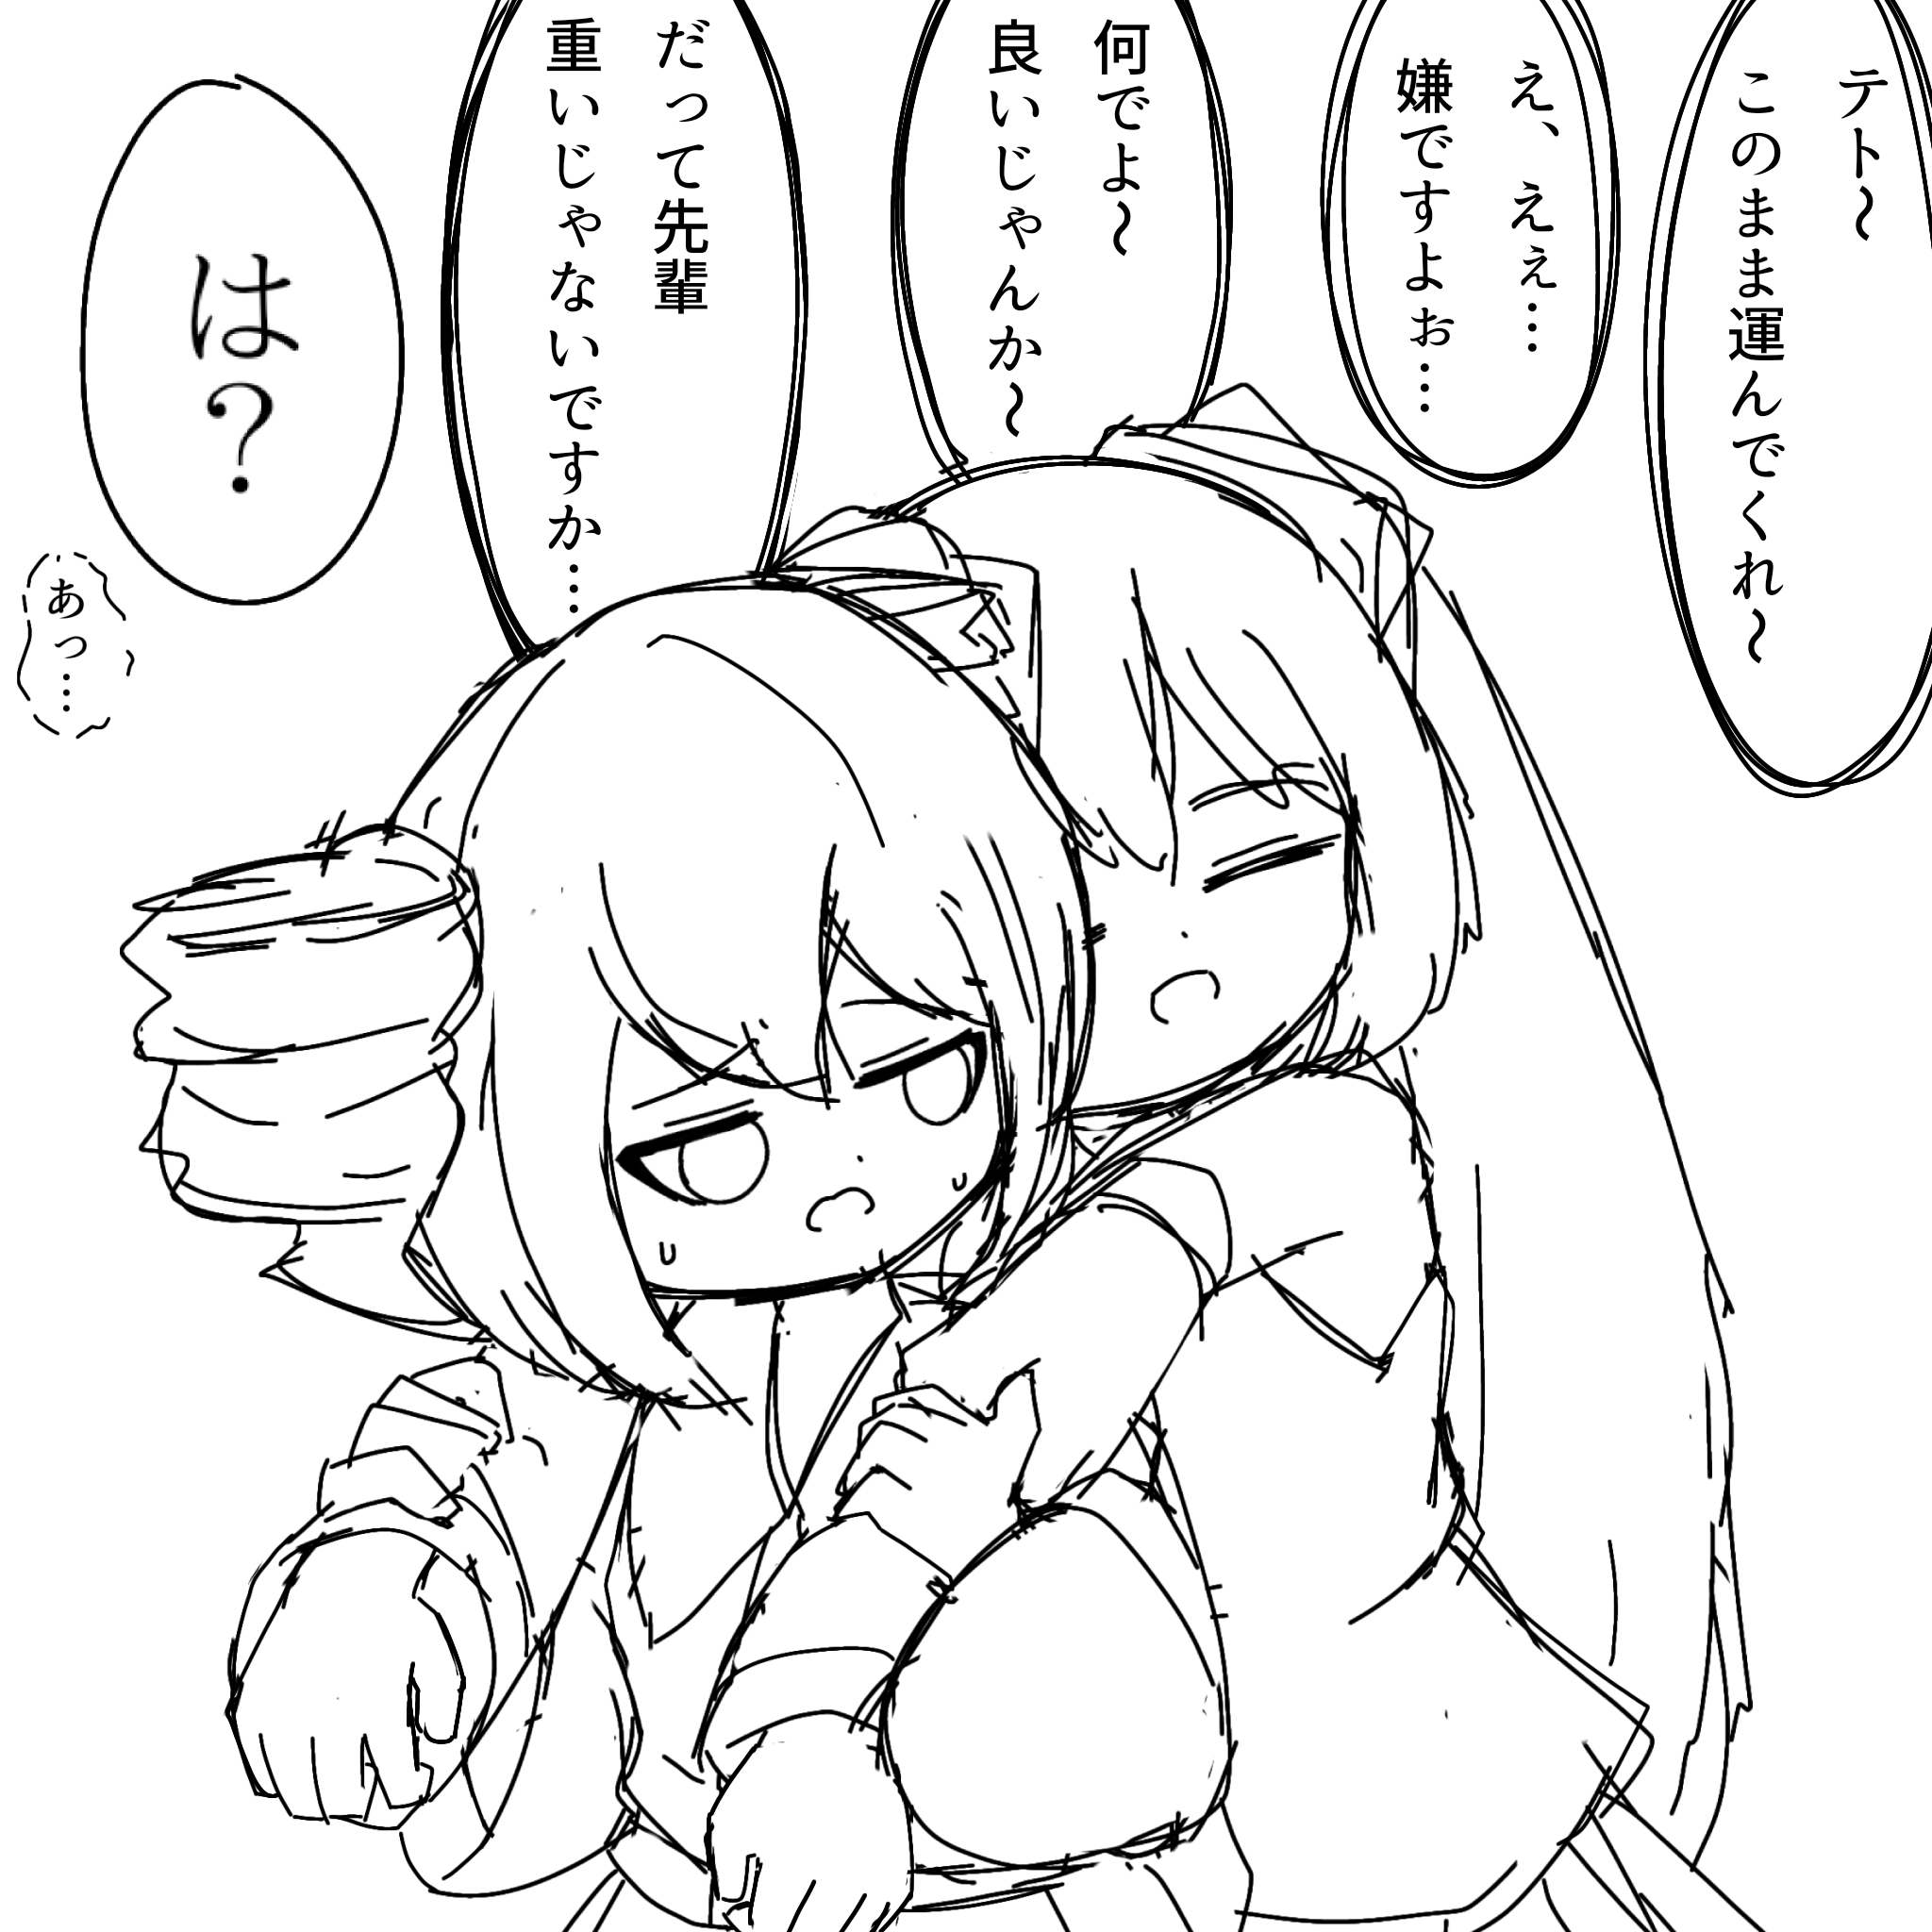 テト〜
このまま運んでくれ〜
え、ええ…
嫌ですよぉ…
何でよ〜
良いじゃんか〜
だって先輩
重いじゃないですか…
は？
あっ…